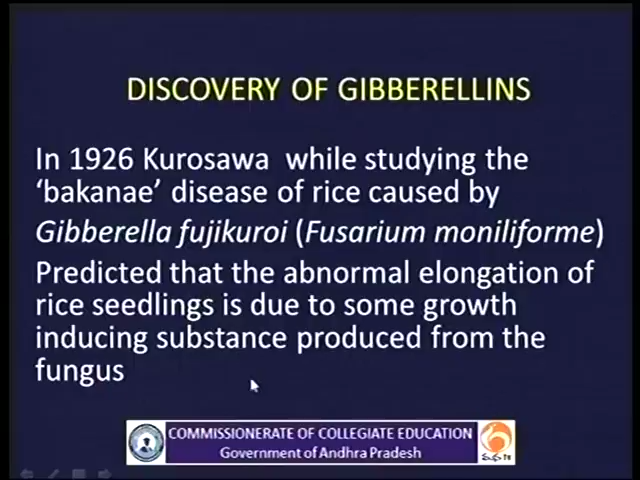 DISCOVERY OF GIBBERELLINS
In 1926 Kurosawa while studying the
‘bakanae’ disease of rice caused by
Gibberella fujikuroi (Fusarium moniliforme)
Predicted that the abnormal elongation of
rice seedlings is due to some growth
inducing substance produced from the
fungus
COMMISSIONERATE OF COLLEGIATE EDUCATION
Government of Andhra Pradesh